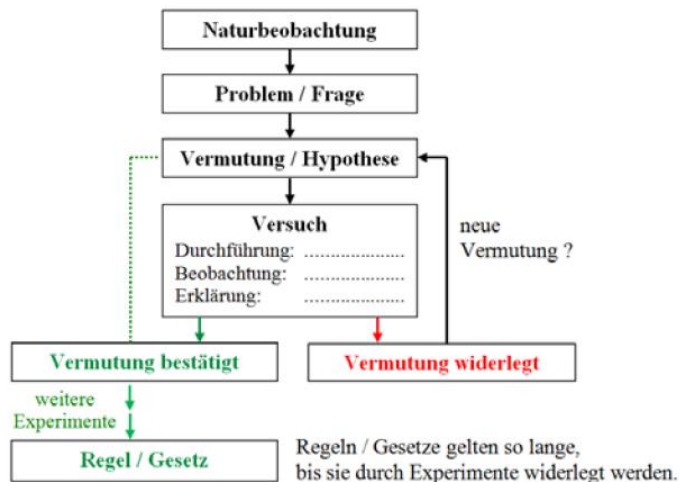 Naturbeobachtung
Problem / Frage
Vermutung / Hypothese
Versuch
Durchführung: ......................
Beobachtung: ......................
Erklärung: ......................
neue
Vermutung ?
Vermutung bestätigt
Vermutung widerlegt
weitere
Experimente
Regel / Gesetz
Regeln / Gesetze gelten so lange,
bis sie durch Experimente widerlegt werden.